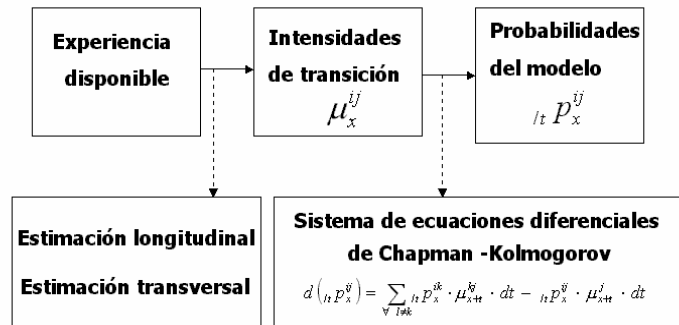 Experiencia
disponible
Intensidades
de transición
μ_x^{ij}
Probabilidades
del modelo
_{/t} p_x^{ij}
Estimación longitudinal
Estimación transversal
Sistema de ecuaciones diferenciales
de Chapman -Kolmogorov
d(_{/t} p_x^{ij}) = ∑_{∀ l≠k} _{/t} p_x^{ik} · μ_{x+t}^{kj} · dt − _{/t} p_x^{ij} · μ_{x+t}^{j} · dt